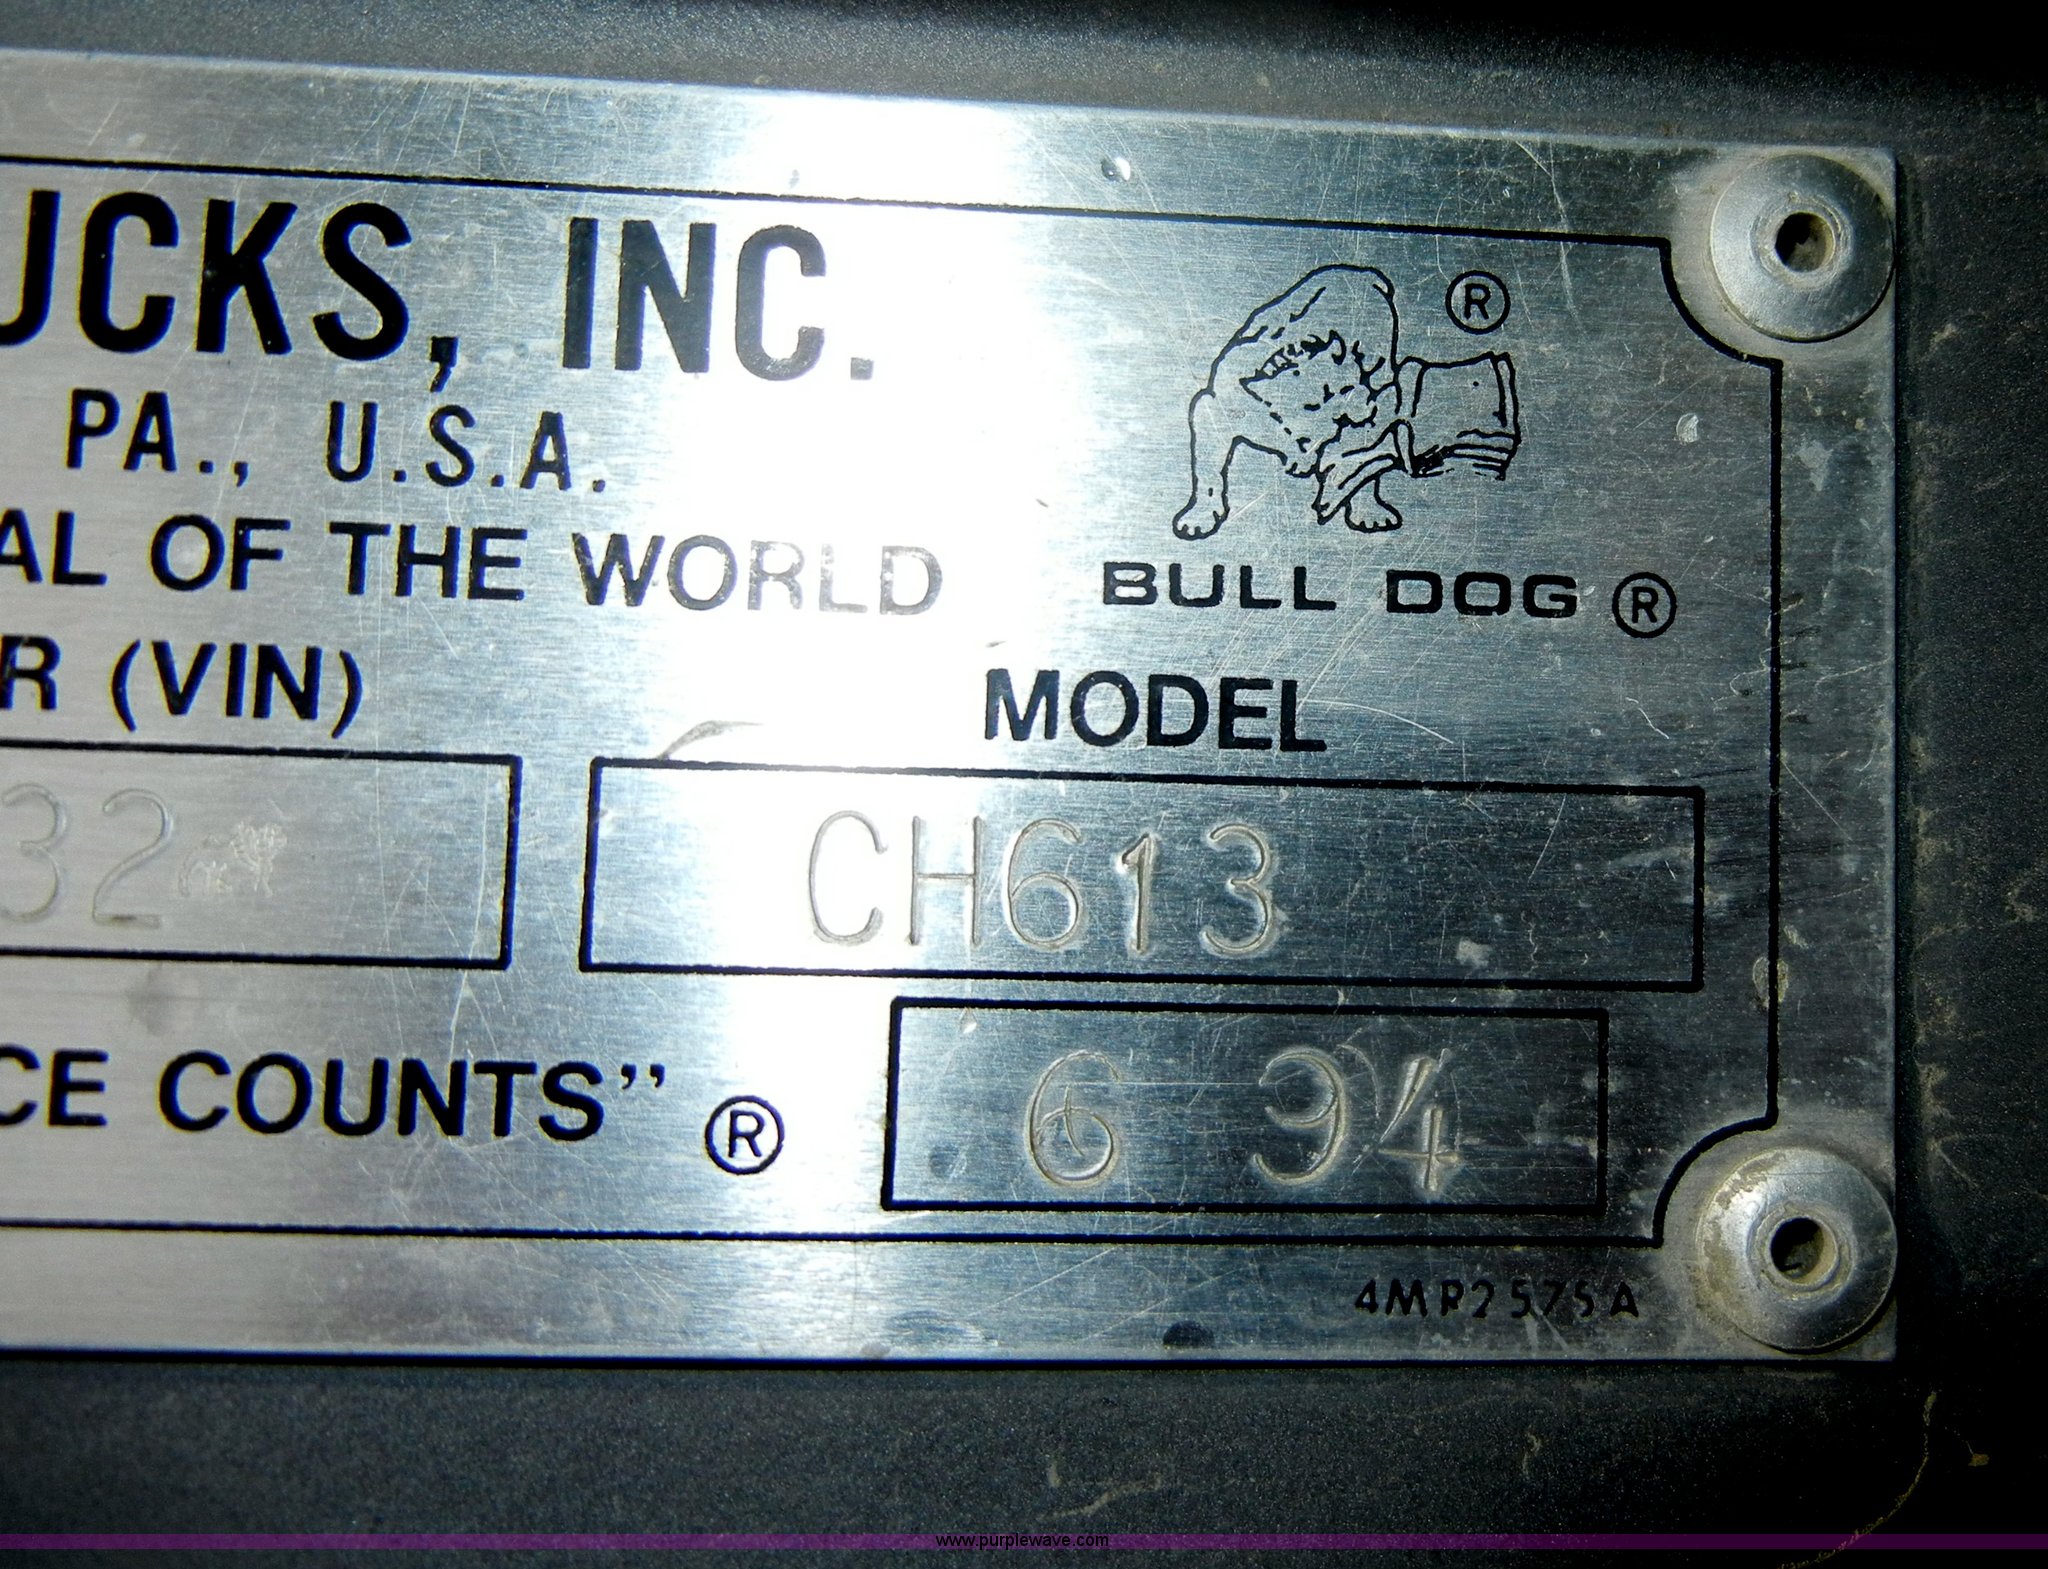 UCKS, INC.
PA., U.S.A.
®
AL OF THE WORLD
BULL DOG ®
R (VIN)
MODEL
32
CH613
CE COUNTS" ®
6 94
4MR2575A
www.purplewave.com